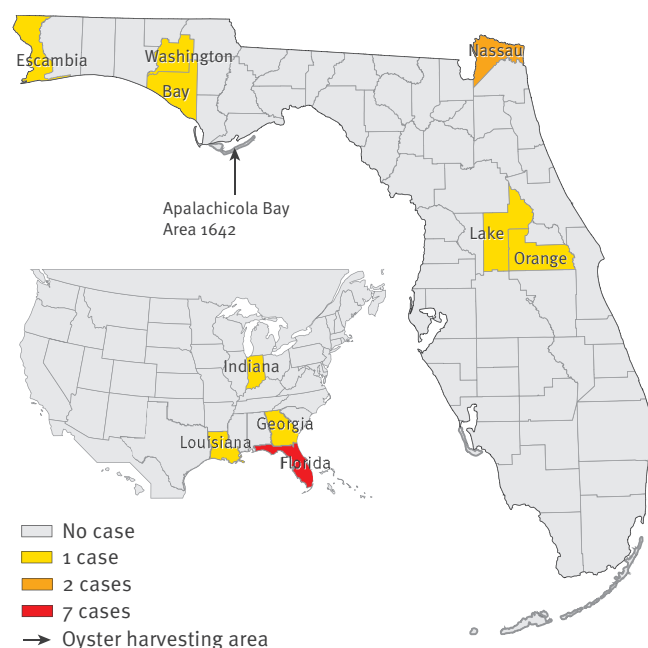 Escambia
Washington
Bay
Nassau
Apalachicola Bay
Area 1642
Lake
Orange
Indiana
Georgia
Louisiana
Florida
No case
1 case
2 cases
7 cases
Oyster harvesting area